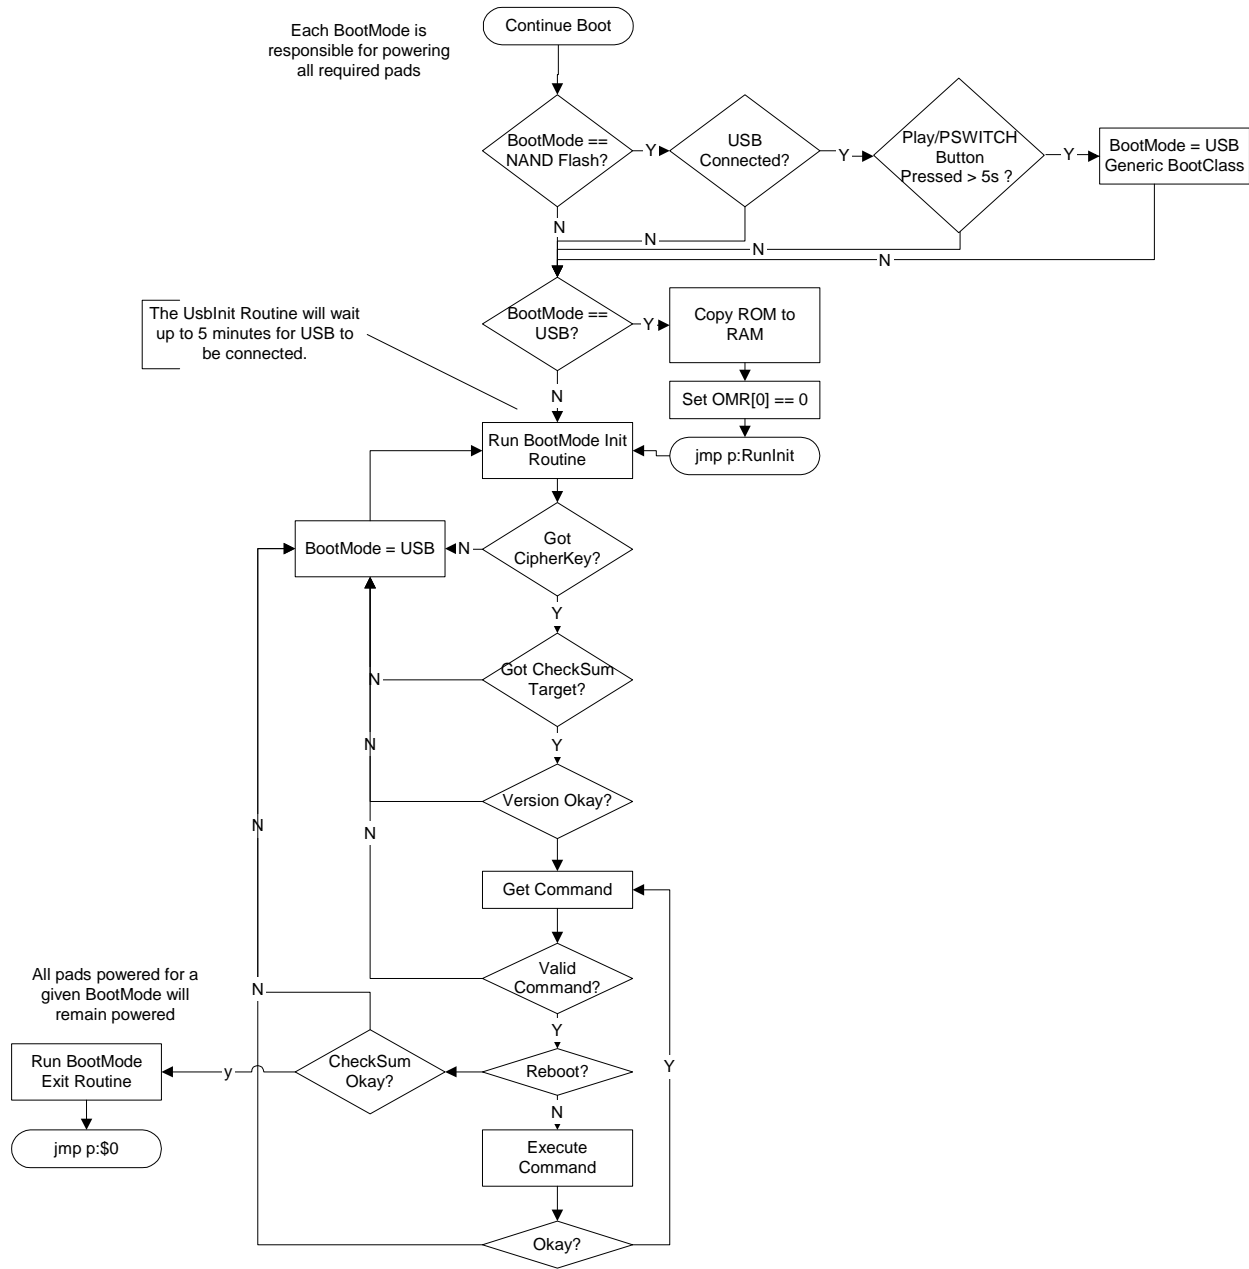 Continue Boot
Each BootMode is
responsible for powering
all required pads
BootMode ==
NAND Flash?
Y
USB
Connected?
Y
Play/PSWITCH
Button
Pressed > 5s ?
Y
BootMode = USB
Generic BootClass
N
N
N
N
The UsbInit Routine will wait
up to 5 minutes for USB to
be connected.
BootMode ==
USB?
Y
Copy ROM to
RAM
N
Set OMR[0] == 0
Run BootMode Init
Routine
jmp p:RunInit
BootMode = USB
N
Got
CipherKey?
Y
Got CheckSum
Target?
N
Y
N
Version Okay?
N
N
Get Command
Valid
Command?
All pads powered for a
given BootMode will
remain powered
N
Y
Run BootMode
Exit Routine
y
CheckSum
Okay?
Reboot?
Y
N
jmp p:$0
Execute
Command
Okay?